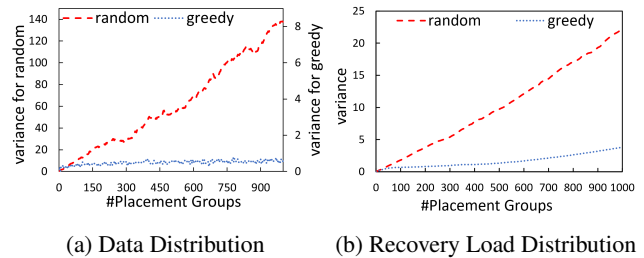 random greedy
variance for random
140
120
100
80
60
40
20
0
8
6
4
2
0
variance for greedy
0 150 300 450 600 750 900
#Placement Groups
(a) Data Distribution
random greedy
variance
25
20
15
10
5
0
0 100 200 300 400 500 600 700 800 900 1000
#Placement Groups
(b) Recovery Load Distribution